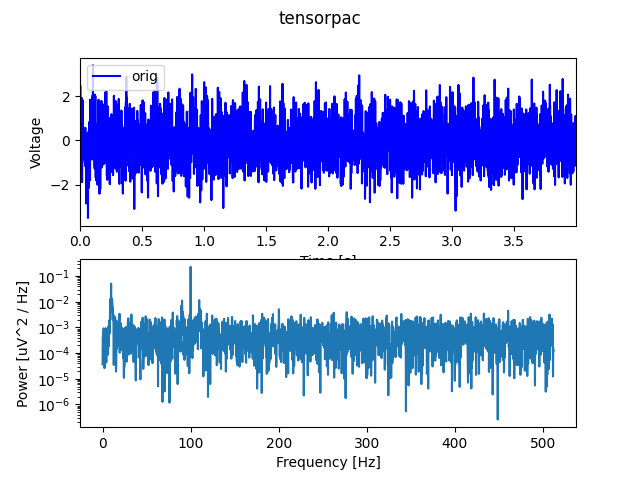 tensorpac
orig
Voltage
2
0
−2
0.0 0.5 1.0 1.5 2.0 2.5 3.0 3.5
Time [s]
Power [uV^2 / Hz]
10^−1
10^−2
10^−3
10^−4
10^−5
10^−6
0 100 200 300 400 500
Frequency [Hz]